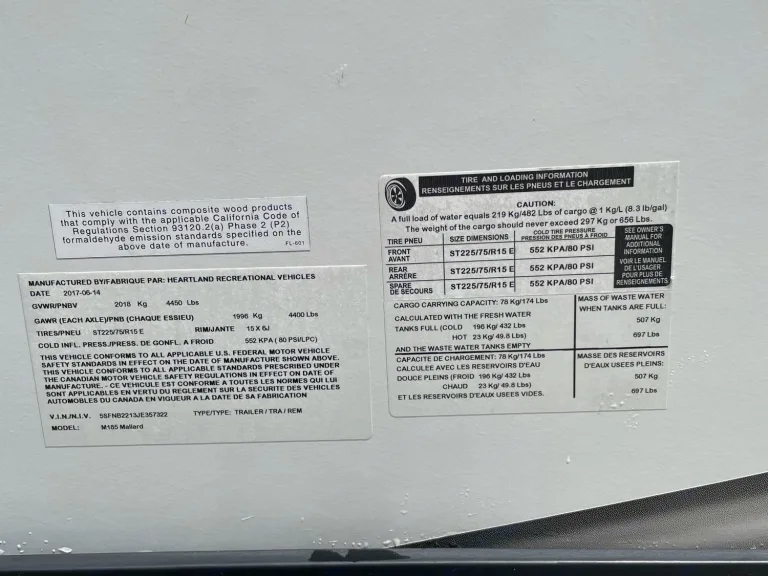 This vehicle contains composite wood products
that comply with the applicable California Code of
Regulations Section 93120.2(a) Phase 2 (P2)
formaldehyde emission standards specified on the
above date of manufacture.
FL-601
MANUFACTURED BY/FABRIQUE PAR: HEARTLAND RECREATIONAL VEHICLES
DATE 2017-06-14
GVWR/PNBV 2018 Kg 4450 Lbs
GAWR (EACH AXLE)/PNB (CHAQUE ESSIEU) 1996 Kg 4400 Lbs
TIRES/PNEU ST225/75/R15 E RIM/JANTE 15 X 6J
COLD INFL. PRESS./PRESS. DE GONFL. A FROID 552 KPA ( 80 PSI/LPC)
THIS VEHICLE CONFORMS TO ALL APPLICABLE U.S. FEDERAL MOTOR VEHICLE
SAFETY STANDARDS IN EFFECT ON THE DATE OF MANUFACTURE SHOWN ABOVE.
THIS VEHICLE CONFORMS TO ALL APPLICABLE STANDARDS PRESCRIBED UNDER
THE CANADIAN MOTOR VEHICLE SAFETY REGULATIONS IN EFFECT ON DATE OF
MANUFACTURE - CE VEHICULE EST CONFORME A TOUTES LES NORMES QUI LUI
SONT APPLICABLES EN VERTU DU REGLEMENT SUR LA SECURITE DES VEHICLES
AUTOMOBILES DU CANADA EN VIGUEUR A LA DATE DE SA FABRICATION
V.I.N./N.I.V. 5SFNB2213JE357322 TYPE/TYPE: TRAILER / TRA / REM
MODEL: M185 Mallard
TIRE AND LOADING INFORMATION
RENSEIGNEMENTS SUR LES PNEUS ET LE CHARGEMENT
CAUTION:
A full load of water equals 219 Kg/482 Lbs of cargo @ 1 Kg/L (8.3 lb/gal)
The weight of the cargo should never exceed 297 Kg or 656 Lbs.
TIRE PNEU SIZE DIMENSIONS COLD TIRE PRESSURE
PRESSION DES PNEUS A FROID
FRONT
AVANT ST225/75/R15 E 552 KPA/80 PSI
REAR
ARRIÈRE ST225/75/R15 E 552 KPA/80 PSI
SPARE
DE SECOURS ST225/75/R15 E 552 KPA/80 PSI
SEE OWNER'S
MANUAL FOR
ADDITIONAL
INFORMATION
VOIR LE MANUEL
DE L'USAGER
POUR PLUS DE
RENSEIGNEMENTS
CARGO CARRYING CAPACITY: 78 Kg/174 Lbs
CALCULATED WITH THE FRESH WATER
TANKS FULL (COLD 196 Kg/ 432 Lbs
HOT 23 Kg/ 49.8 Lbs)
AND THE WASTE WATER TANKS EMPTY
MASS OF WASTE WATER
WHEN TANKS ARE FULL:
507 Kg
697 Lbs
CAPACITE DE CHARGEMENT: 78 Kg/174 Lbs
CALCULEE AVEC LES RESERVOIRS D'EAU
DOUCE PLEINS (FROID 196 Kg/ 432 Lbs
CHAUD 23 Kg/ 49.8 Lbs)
ET LES RESERVOIRS D'EAUX USEES VIDES.
MASSE DES RESERVOIRS
D'EAUX USEES PLEINS:
507 Kg
697 Lbs